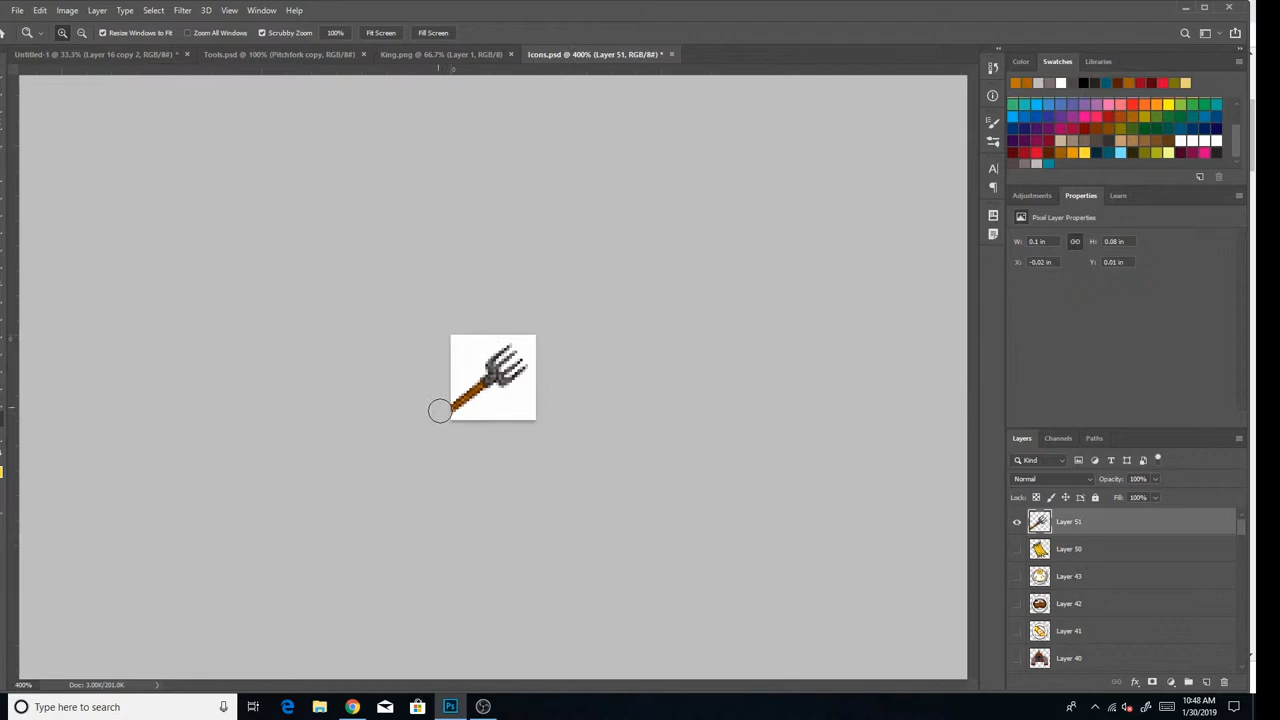 File Edit Image Layer Type Select Filter 3D View Window Help
Resize Windows to Fit Zoom All Windows Scrubby Zoom 100% Fit Screen Fill Screen
Untitled-1 @ 33.3% (Layer 16 copy 2, RGB/8#) * × Tools.psd @ 100% (Pitchfork copy, RGB/8#) × King.png @ 66.7% (Layer 1, RGB/8) × Icons.psd @ 400% (Layer 51, RGB/8#) * ×
Color Swatches Libraries
Adjustments Properties Learn
Pixel Layer Properties
W: 0.1 in H: 0.08 in
X: -0.02 in Y: 0.01 in
Layers Channels Paths
Kind
Normal Opacity: 100%
Lock: Fill: 100%
Layer 51
Layer 50
Layer 43
Layer 42
Layer 41
Layer 40
400% Doc: 3.00K/201.0K
Type here to search
10:48 AM
1/30/2019